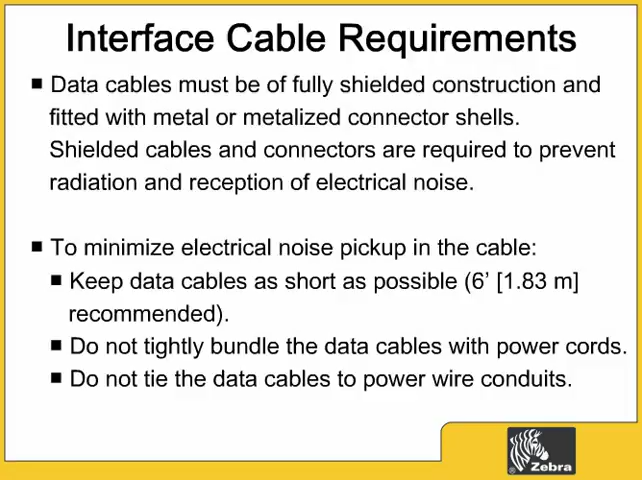 Interface Cable Requirements
■ Data cables must be of fully shielded construction and
fitted with metal or metalized connector shells.
Shielded cables and connectors are required to prevent
radiation and reception of electrical noise.
■ To minimize electrical noise pickup in the cable:
■ Keep data cables as short as possible (6’ [1.83 m]
recommended).
■ Do not tightly bundle the data cables with power cords.
■ Do not tie the data cables to power wire conduits.
® Zebra